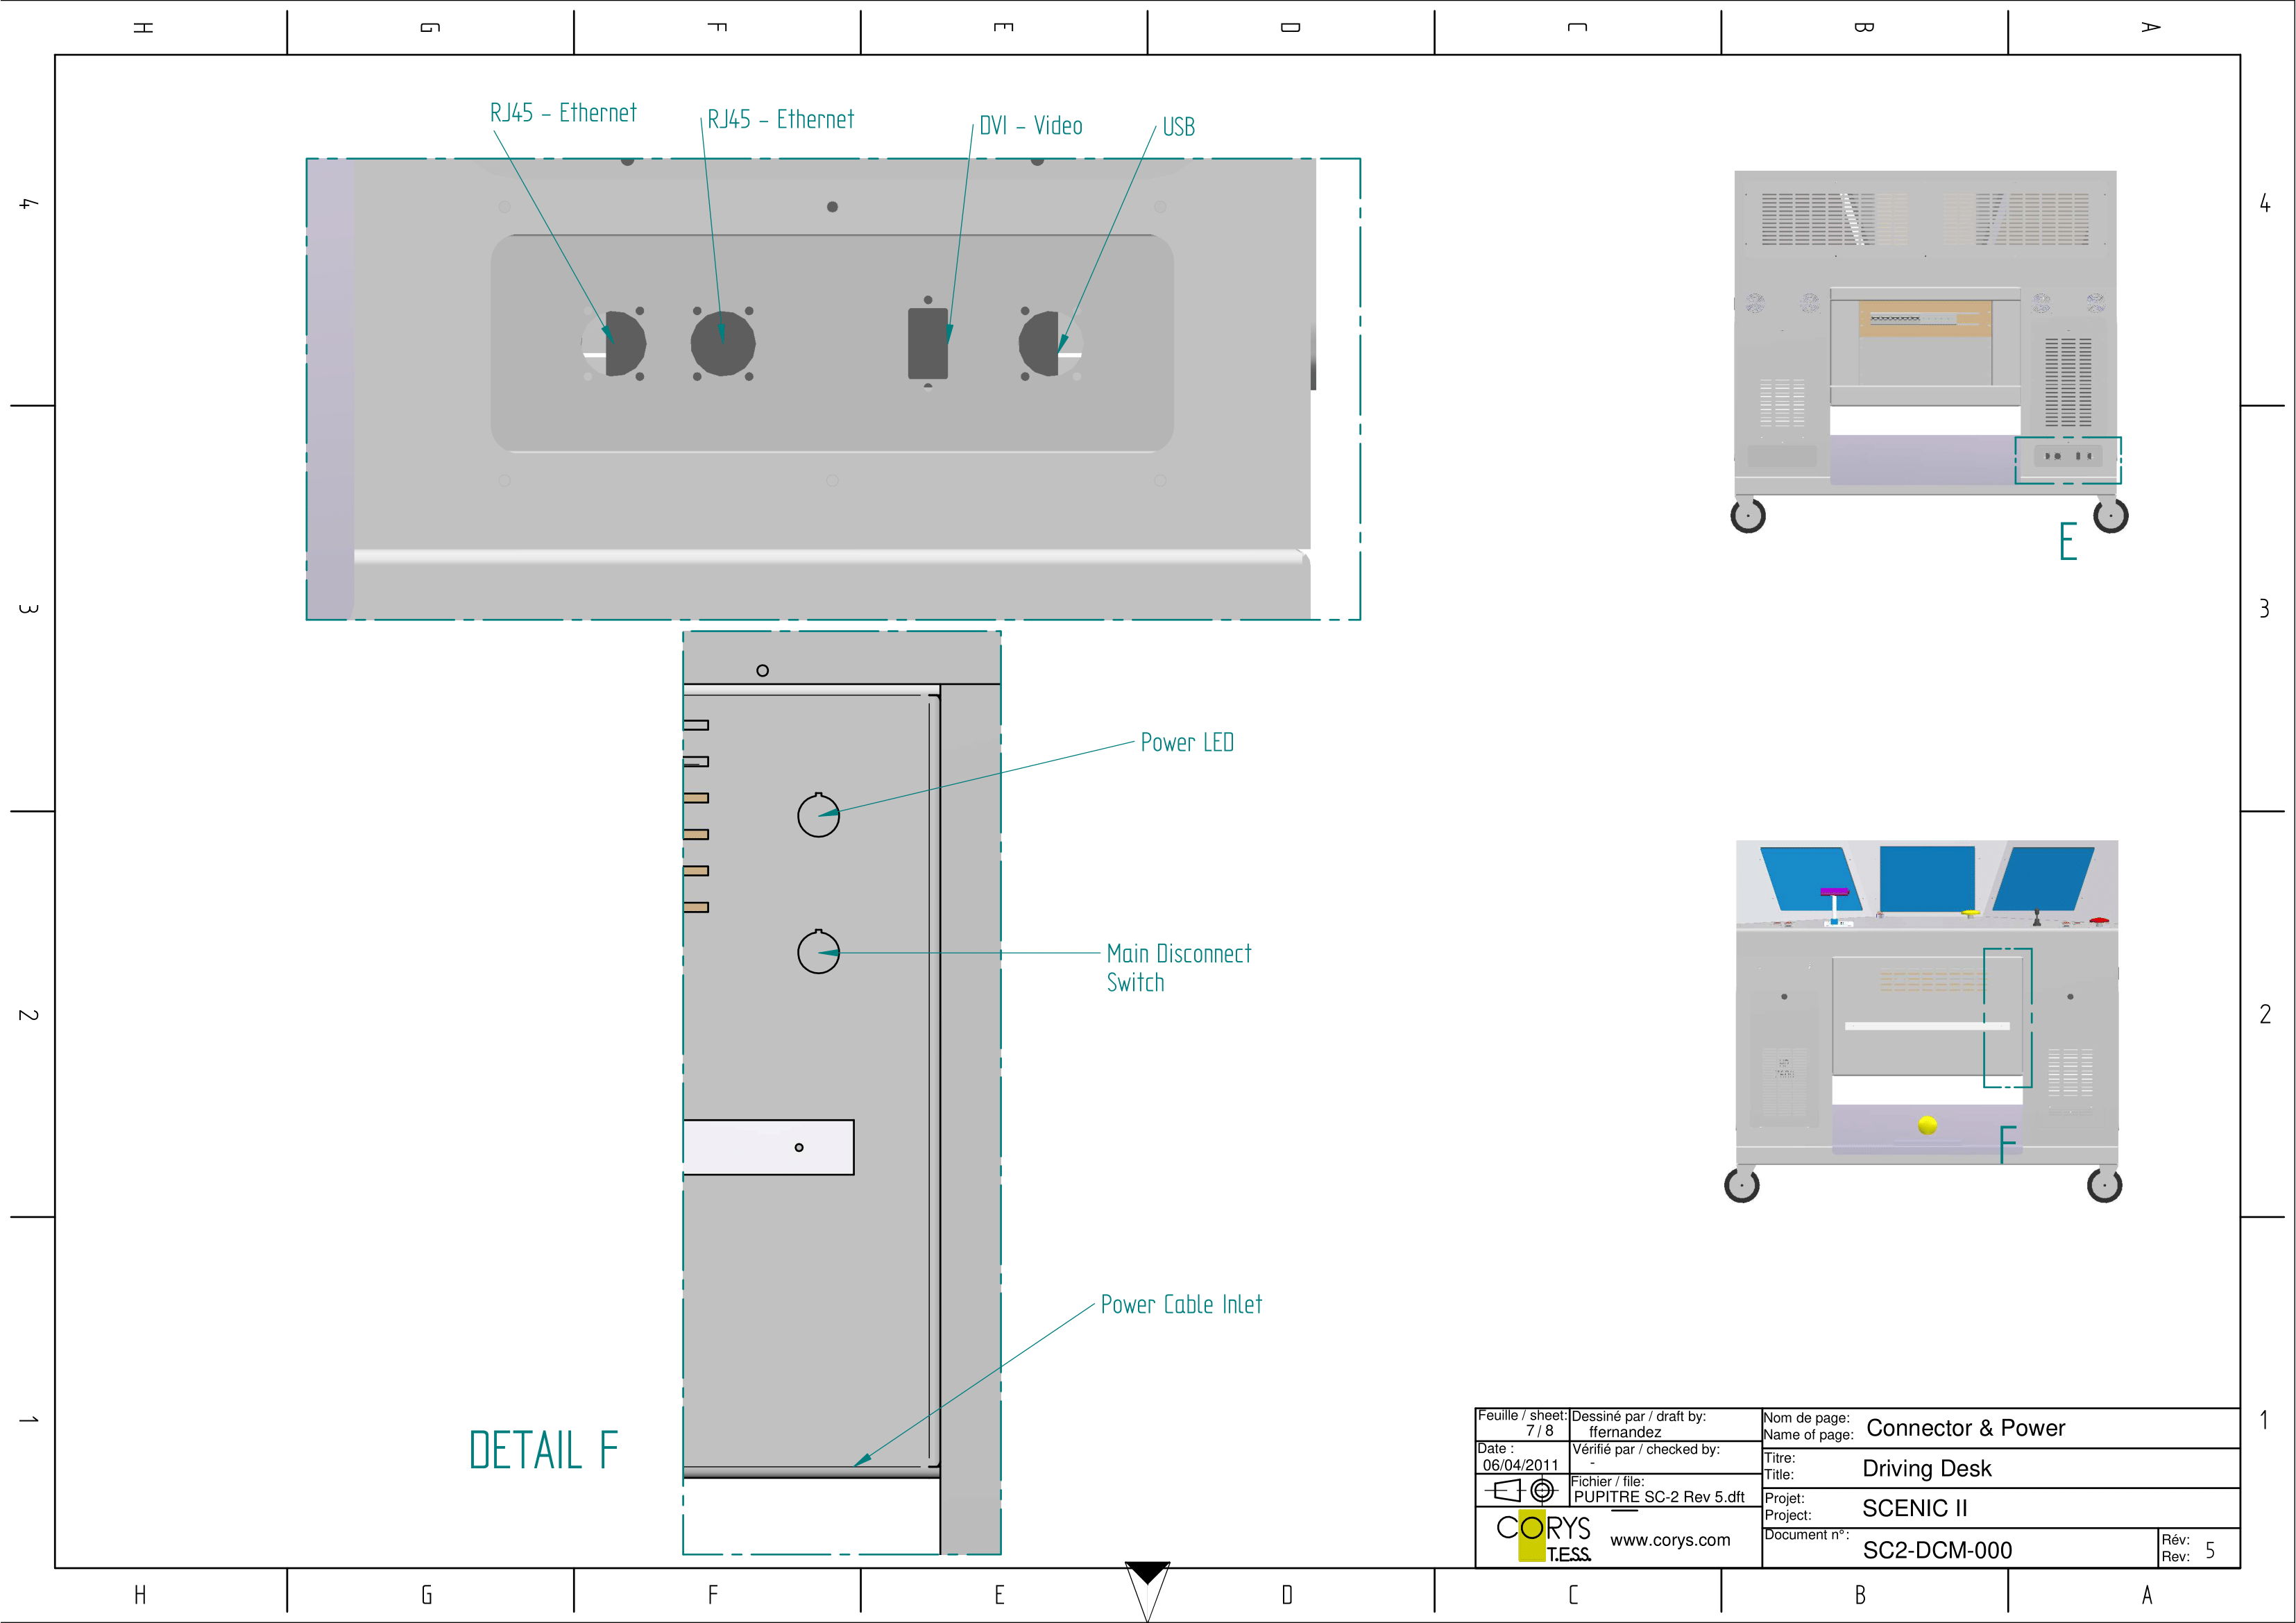 H G F E D C B A
RJ45 - Ethernet
RJ45 - Ethernet
DVI - Video
USB
4
4
E
3
3
Power LED
Main Disconnect
Switch
2
2
F
Power Cable Inlet
DETAIL F
1
1
Feuille / sheet:
7 / 8
Dessiné par / draft by:
ffernandez
Nom de page:
Name of page:
Connector & Power
Date :
06/04/2011
Vérifié par / checked by:
-
Titre:
Title:
Driving Desk
Fichier / file:
PUPITRE SC-2 Rev 5.dft
Projet:
Project:
SCENIC II
CORYS
T.E.S.S.
www.corys.com
Document n°:
SC2-DCM-000
Rév:
Rev:
5
H G F E D C B A